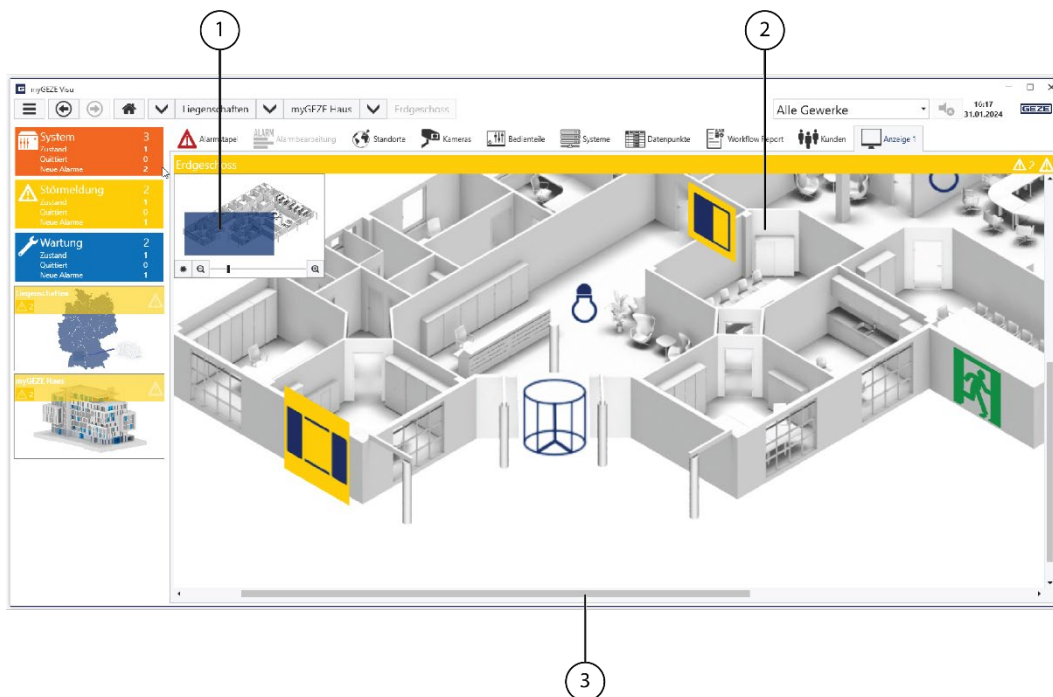 1
2
myGEZE Visu
Liegenschaften
myGEZE Haus
Erdgeschoss
Alle Gewerke
16:17
31.01.2024
GEZE
System 3
Zustand 1
Quittiert 0
Neue Alarme 2
Alarmstapel
ALARM
Alarmbearbeitung
Standorte
Kameras
Bedienteile
Systeme
Datenpunkte
Workflow Report
Kunden
Anzeige 1
Erdgeschoss
2
Störmeldung 2
Zustand 1
Quittiert 0
Neue Alarme 1
Wartung 2
Zustand 1
Quittiert 0
Neue Alarme 1
Liegenschaften
2
myGEZE Haus
2
3